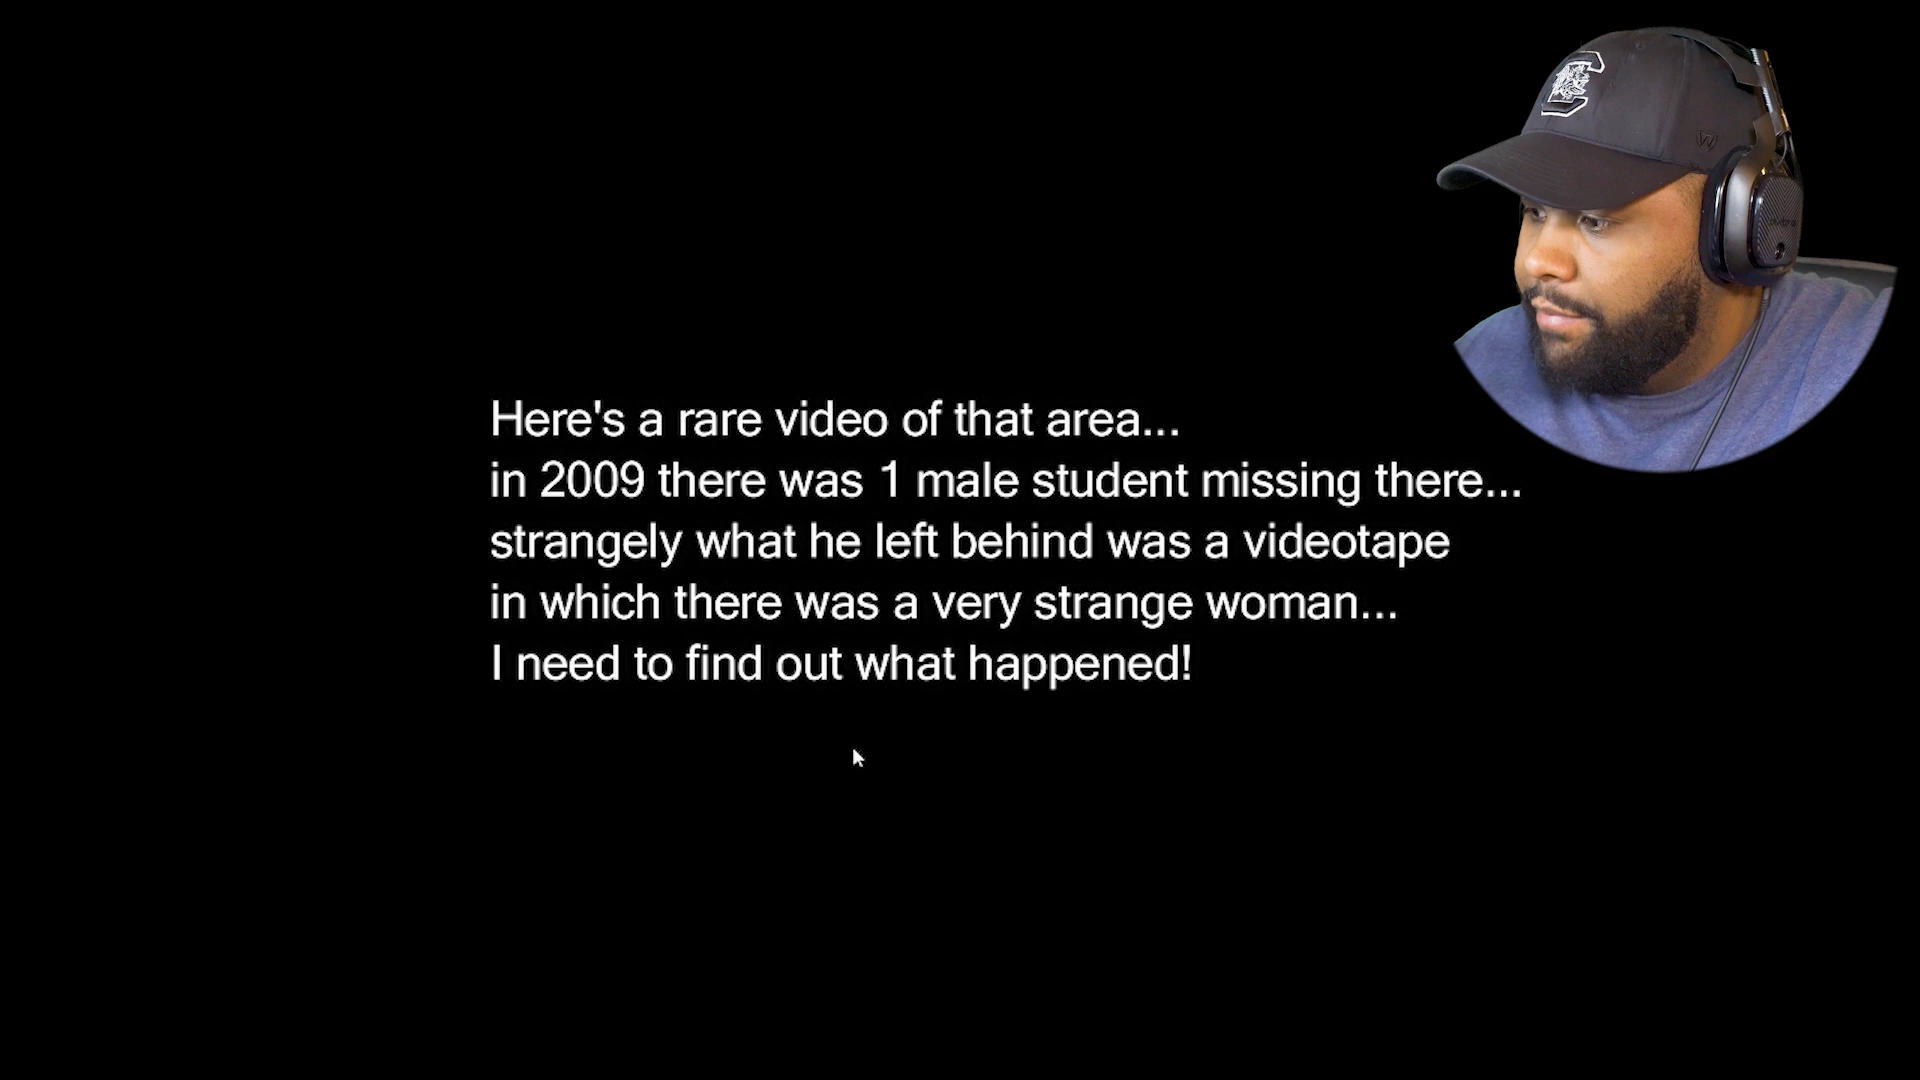 Here's a rare video of that area...
in 2009 there was 1 male student missing there...
strangely what he left behind was a videotape
in which there was a very strange woman...
I need to find out what happened!